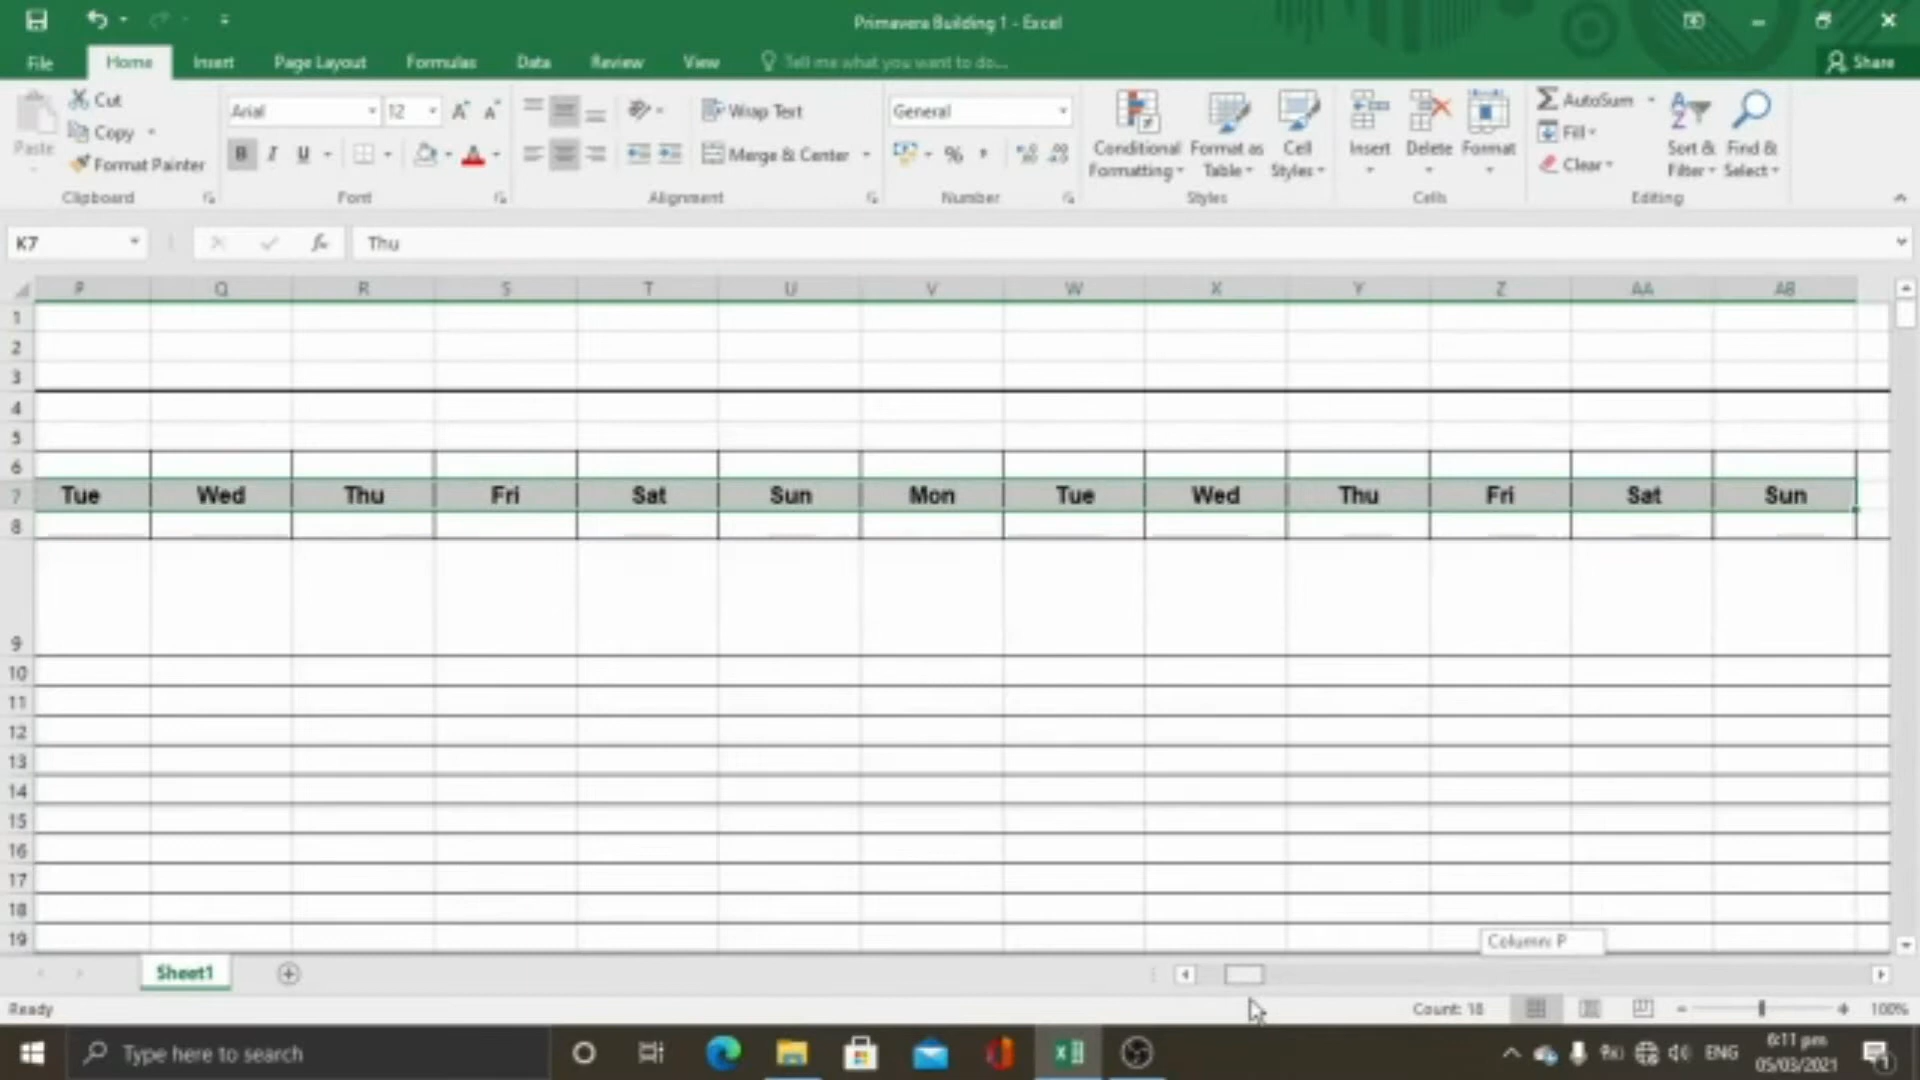 Primavera Building 1 - Excel
File Home Insert Page Layout Formulas Data Review View Tell me what you want to do... Share
Cut
Copy
Format Painter
Paste
Clipboard
Arial 12
B I U
Font
Wrap Text
Merge & Center
Alignment
General
%
Number
Conditional Formatting
Format as Table
Cell Styles
Styles
Insert Delete Format
Cells
AutoSum
Fill
Clear
Sort & Filter
Find & Select
Editing
K7 fx Thu
P Q R S T U V W X Y Z AA AB
1
2
3
4
5
6
7 Tue Wed Thu Fri Sat Sun Mon Tue Wed Thu Fri Sat Sun
8
9
10
11
12
13
14
15
16
17
18
19
Column: P
Sheet1
Ready Count: 18 100%
Type here to search ENG 6:11 pm
05/03/2021